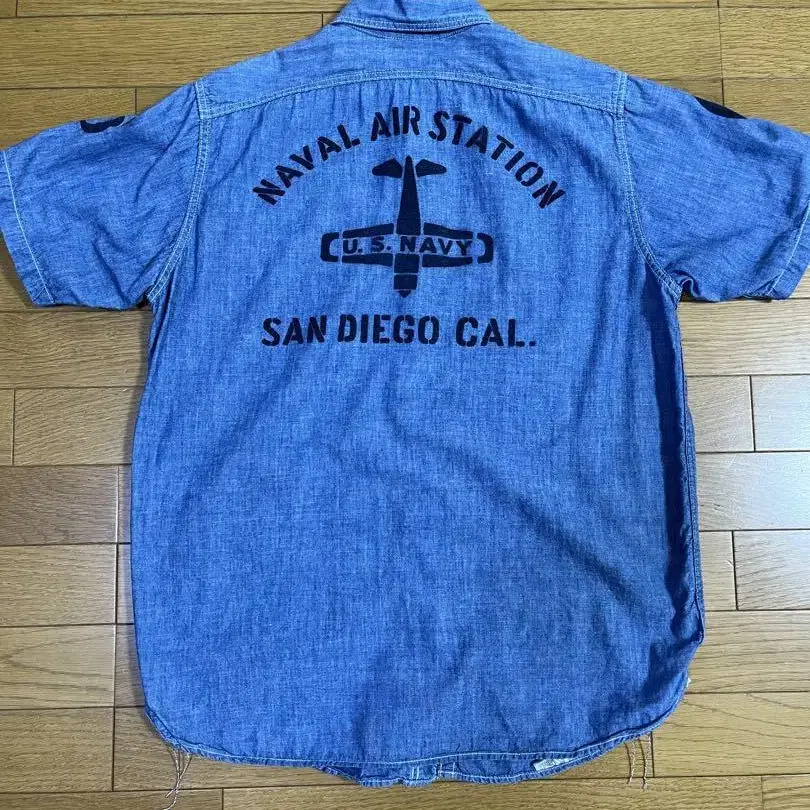 NAVAL AIR STATION
U. S. NAVY
SAN DIEGO CAL.